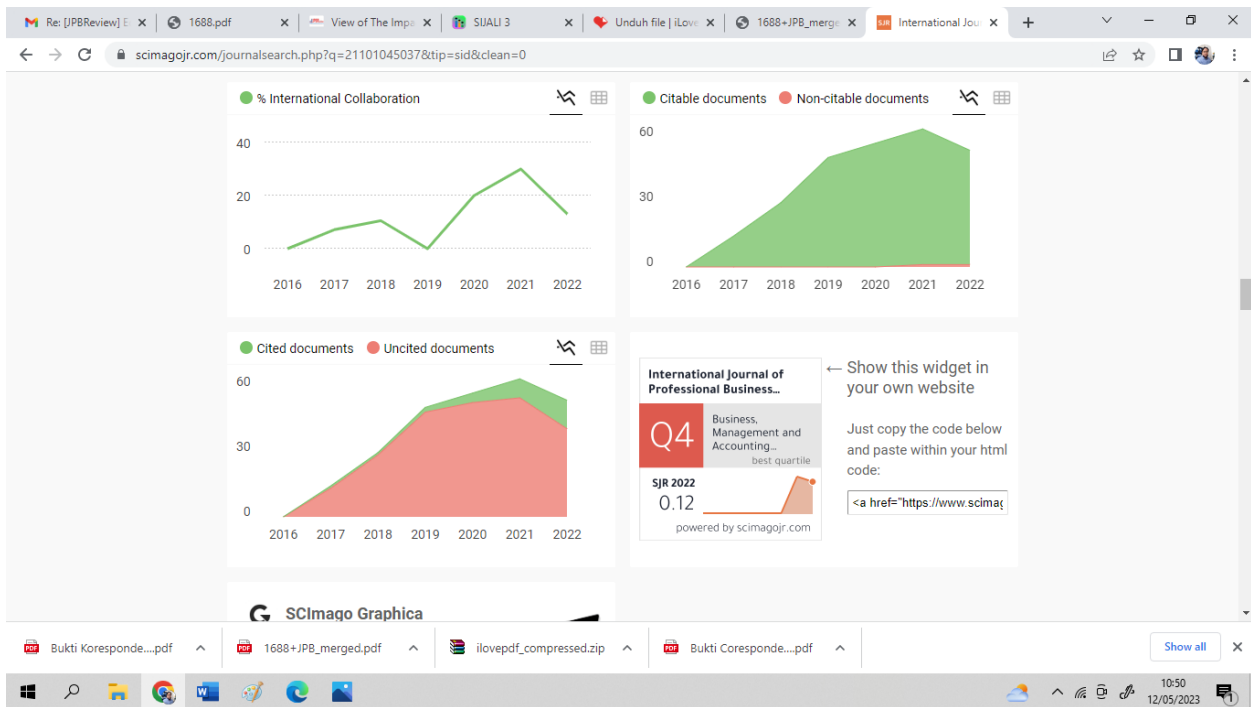 Re: [JPBReview] E
1688.pdf
View of The Impa
SIJALI 3
Unduh file | iLove
1688+JPB_merge
SJR International Jou
scimagojr.com/journalsearch.php?q=21101045037&tip=sid&clean=0
% International Collaboration
40
20
0
2016 2017 2018 2019 2020 2021 2022
Citable documents Non-citable documents
60
30
0
2016 2017 2018 2019 2020 2021 2022
Cited documents Uncited documents
60
30
0
2016 2017 2018 2019 2020 2021 2022
International Journal of
Professional Business...
Q4
Business,
Management and
Accounting...
best quartile
SJR 2022
0.12
powered by scimagojr.com
← Show this widget in
your own website
Just copy the code below
and paste within your html
code:
<a href="https://www.scimag
SCImago Graphica
PDF Bukti Koresponde....pdf
PDF 1688+JPB_merged.pdf
ilovepdf_compressed.zip
PDF Bukti Coresponde....pdf
Show all
10:50
12/05/2023
1